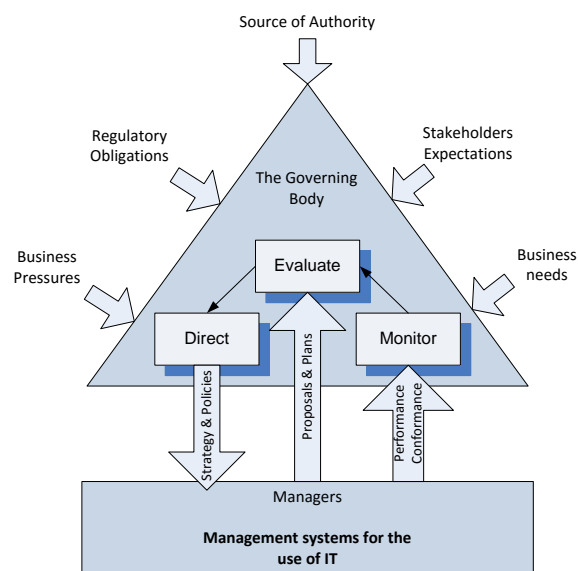 Source of Authority
Regulatory
Obligations
Stakeholders
Expectations
The Governing
Body
Business
Pressures
Business
needs
Evaluate
Direct
Monitor
Strategy & Policies
Proposals & Plans
Performance
Conformance
Managers
Management systems for the
use of IT